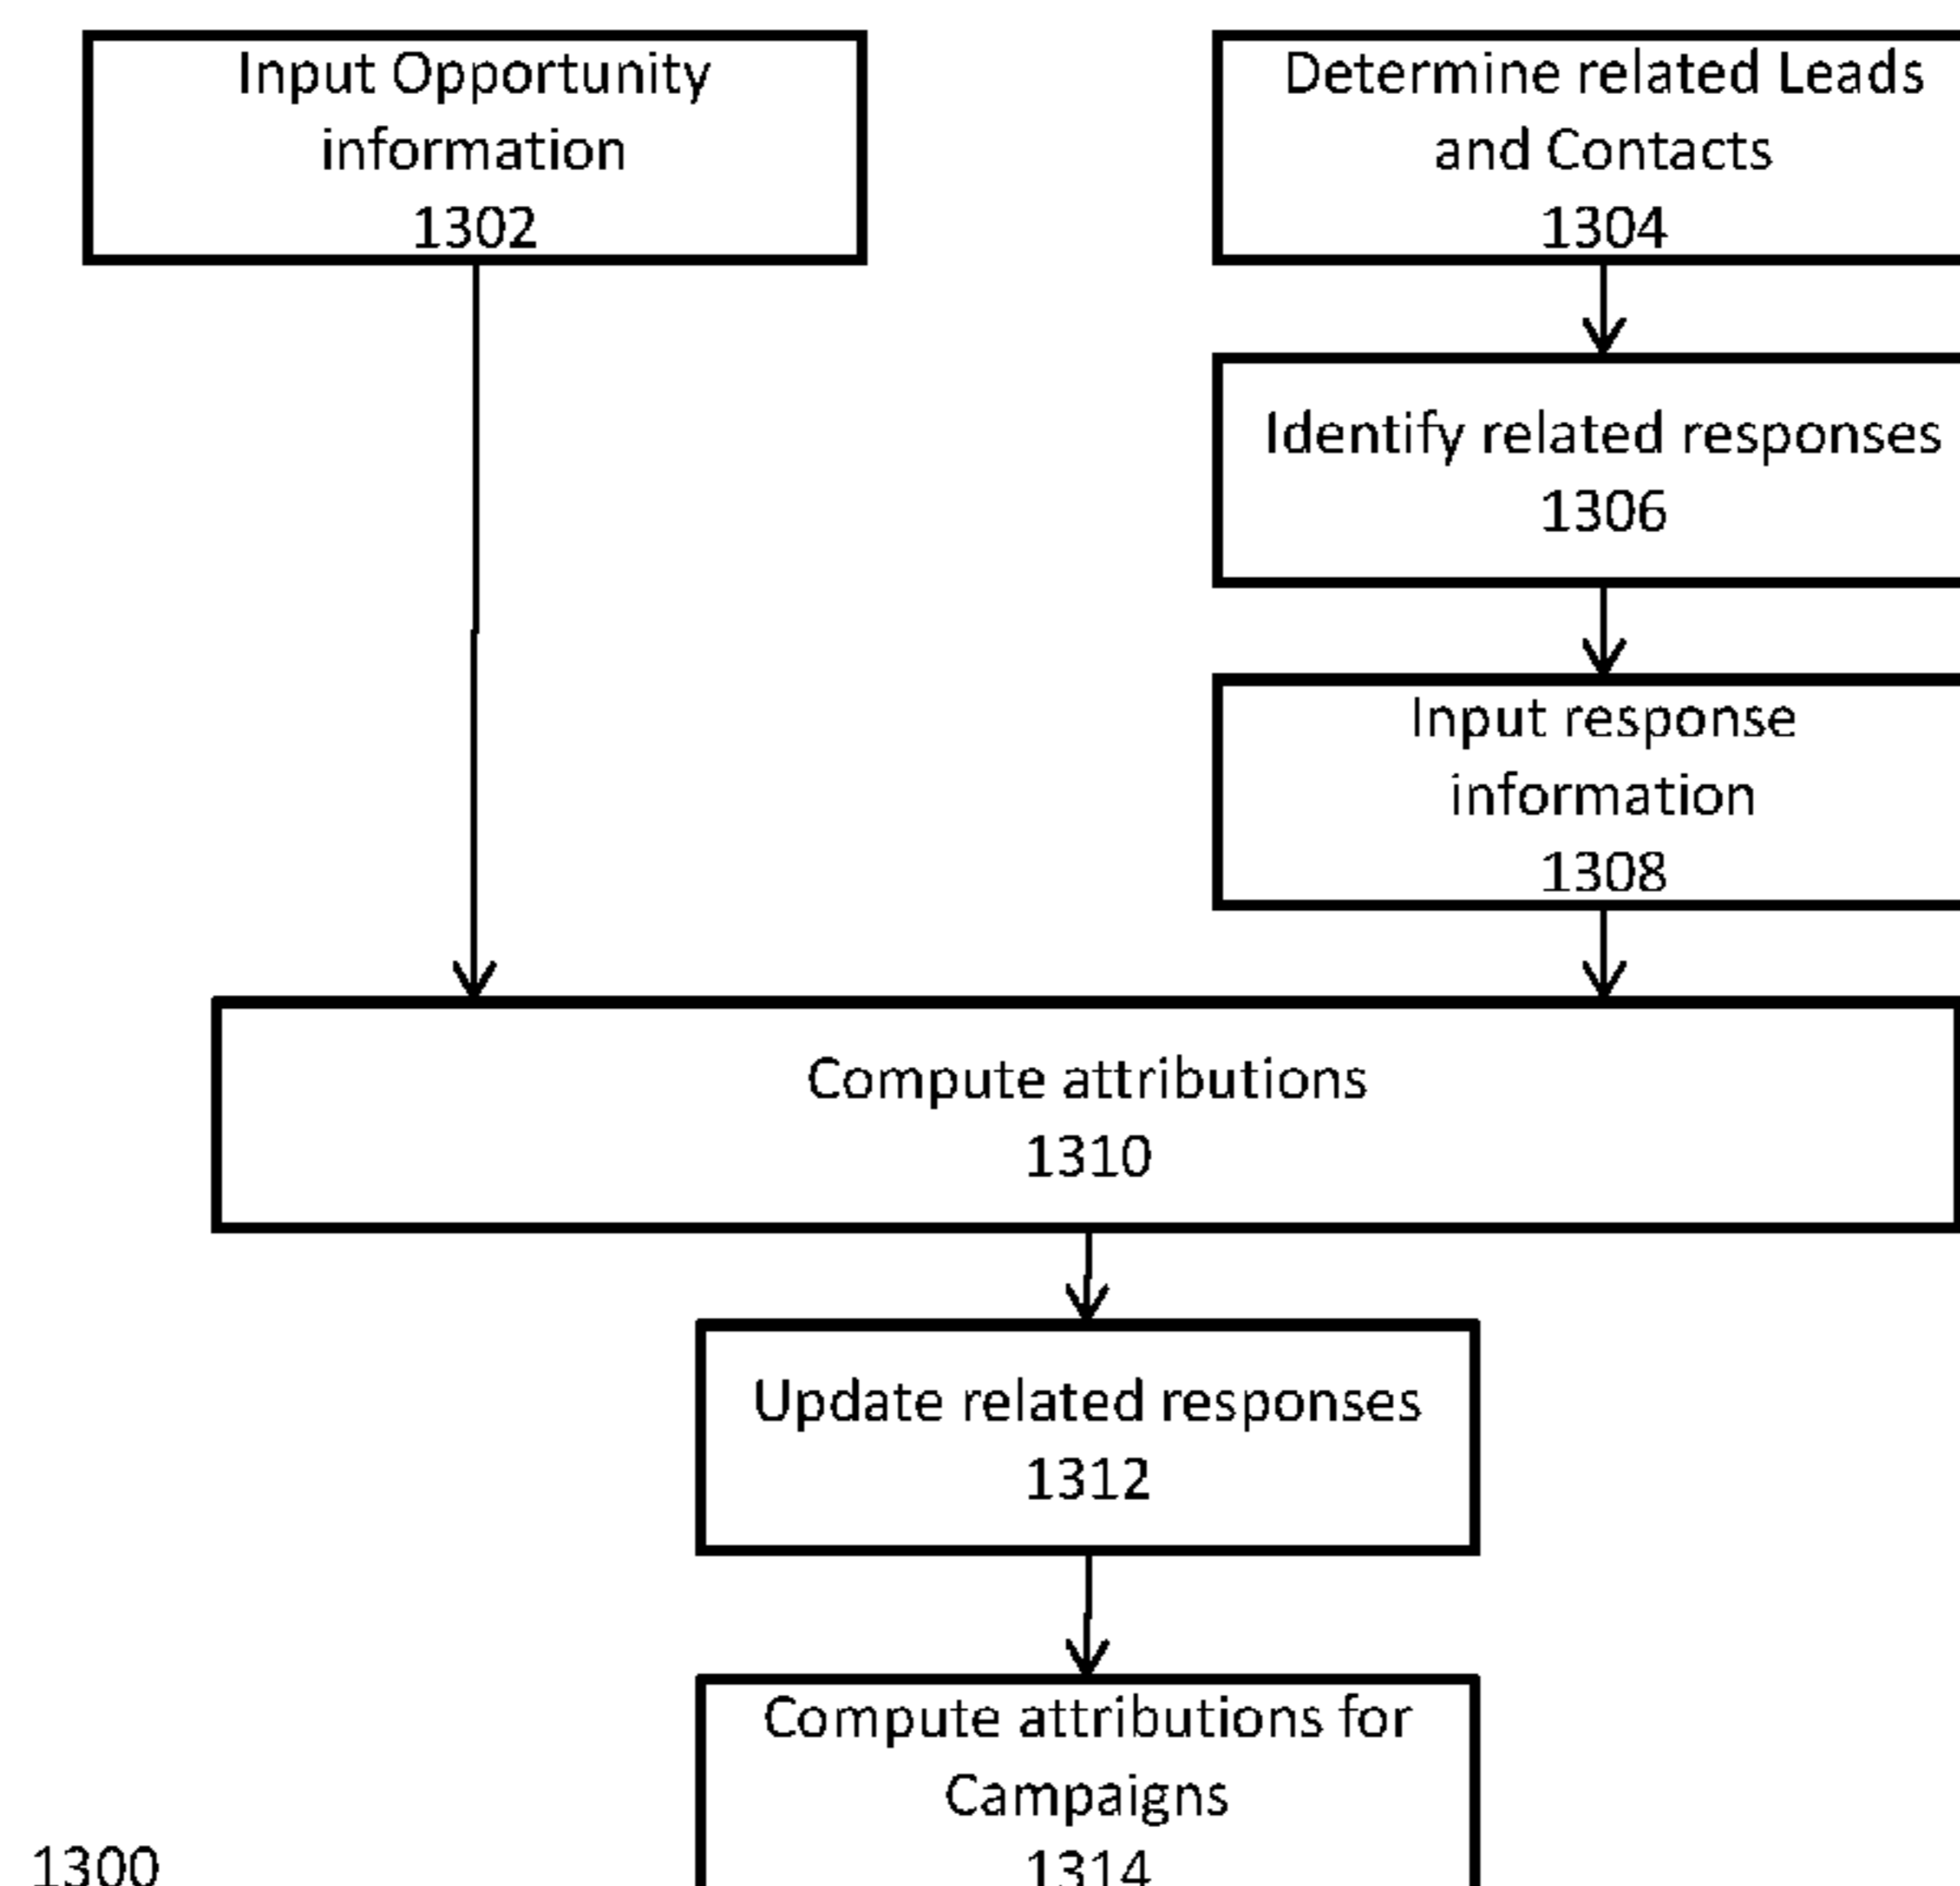 Input Opportunity
information
1302
Determine related Leads
and Contacts
1304
Identify related responses
1306
Input response
information
1308
Compute attributions
1310
Update related responses
1312
Compute attributions for
Campaigns
1314
1300